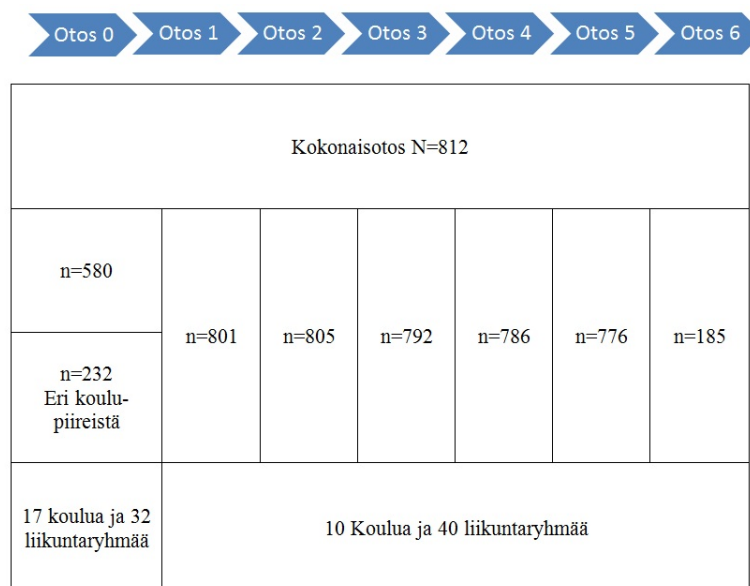 Otos 0 Otos 1 Otos 2 Otos 3 Otos 4 Otos 5 Otos 6
Kokonaisotos N=812
n=580
n=232
Eri koulu-
piireistä
n=801 n=805 n=792 n=786 n=776 n=185
17 koulua ja 32
liikuntaryhmää
10 Koulua ja 40 liikuntaryhmää